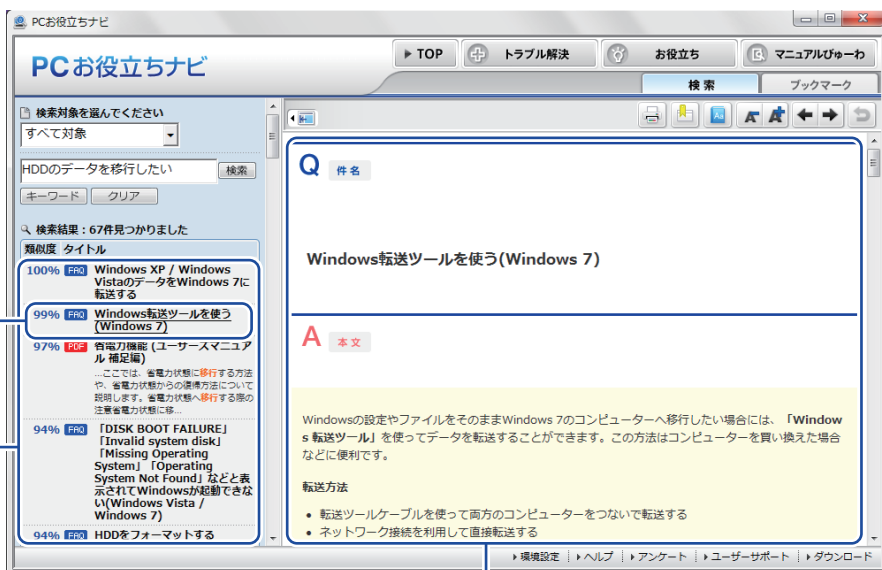 PCお役立ちナビ
PCお役立ちナビ
TOP
トラブル解決
お役立ち
マニュアルびゅーわ
検索
ブックマーク
検索対象を選んでください
すべて対象
HDDのデータを移行したい
検索
キーワード
クリア
検索結果：67件見つかりました
類似度 タイトル
100% FAQ Windows XP / Windows
VistaのデータをWindows 7に
転送する
99% FAQ Windows転送ツールを使う
(Windows 7)
97% PDF 省電力機能 (ユーザーズマニュア
ル 補足編)
...ここでは、省電力状態に移行する方法
や、省電力状態からの復帰方法について
説明します。省電力状態へ移行する際の
注意省電力状態に移...
94% FAQ 「DISK BOOT FAILURE」
「Invalid system disk」
「Missing Operating
System」「Operating
System Not Found」などと表
示されてWindowsが起動できな
い(Windows Vista /
Windows 7)
94% FAQ HDDをフォーマットする
Q 件名
Windows転送ツールを使う(Windows 7)
A 本文
Windowsの設定やファイルをそのままWindows 7のコンピューターへ移行したい場合には、「Window
s 転送ツール」を使ってデータを転送することができます。この方法はコンピューターを買い換えた場合
などに便利です。
転送方法
• 転送ツールケーブルを使って両方のコンピューターをつないで転送する
• ネットワーク接続を利用して直接転送する
環境設定
ヘルプ
アンケート
ユーザーサポート
ダウンロード